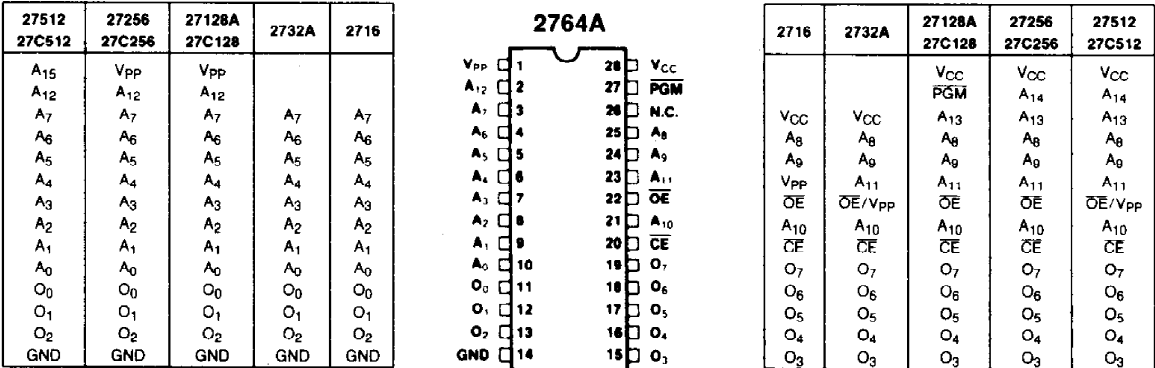 27512 27256 27128A 2732A 2716
27C512 27C256 27C128
A15 VPP VPP
A12 A12 A12
A7 A7 A7 A7 A7
A6 A6 A6 A6 A6
A5 A5 A5 A5 A5
A4 A4 A4 A4 A4
A3 A3 A3 A3 A3
A2 A2 A2 A2 A2
A1 A1 A1 A1 A1
A0 A0 A0 A0 A0
O0 O0 O0 O0 O0
O1 O1 O1 O1 O1
O2 O2 O2 O2 O2
GND GND GND GND GND
2764A
VPP 1 28 VCC
A12 2 27 PGM
A7 3 26 N.C.
A6 4 25 A8
A5 5 24 A9
A4 6 23 A11
A3 7 22 OE
A2 8 21 A10
A1 9 20 CE
A0 10 19 O7
O0 11 18 O6
O1 12 17 O5
O2 13 16 O4
GND 14 15 O3
2716 2732A 27128A 27256 27512
27C128 27C256 27C512
VCC VCC VCC
PGM A14 A14
VCC VCC A13 A13 A13
A8 A8 A8 A8 A8
A9 A9 A9 A9 A9
VPP A11 A11 A11 A11
OE OE/VPP OE OE OE/VPP
A10 A10 A10 A10 A10
CE CE CE CE CE
O7 O7 O7 O7 O7
O6 O6 O6 O6 O6
O5 O5 O5 O5 O5
O4 O4 O4 O4 O4
O3 O3 O3 O3 O3